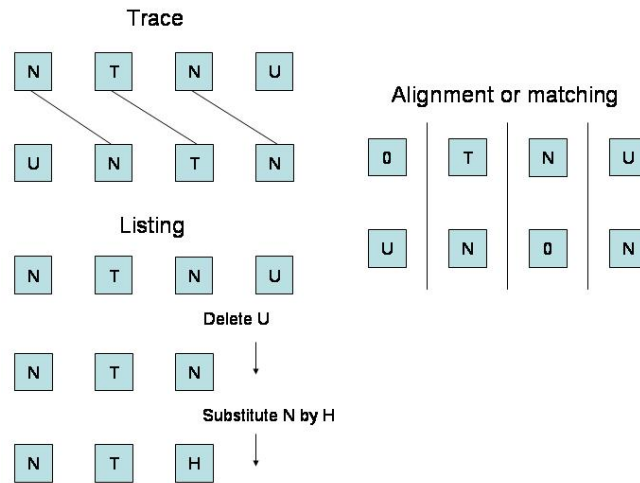 Trace
N T N U
U N T N
Listing
N T N U
Delete U
N T N
Substitute N by H
N T H
Alignment or matching
0 T N U
U N 0 N